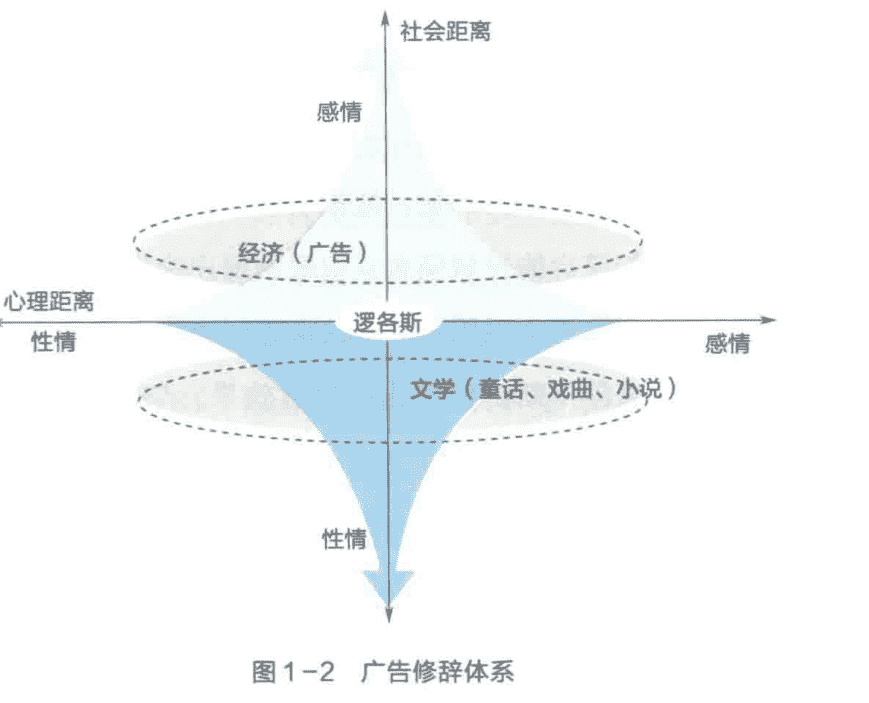 社会距离
感情
经济（广告）
心理距离
逻各斯
性情
感情
文学（童话、戏曲、小说）
性情
图1-2 广告修辞体系